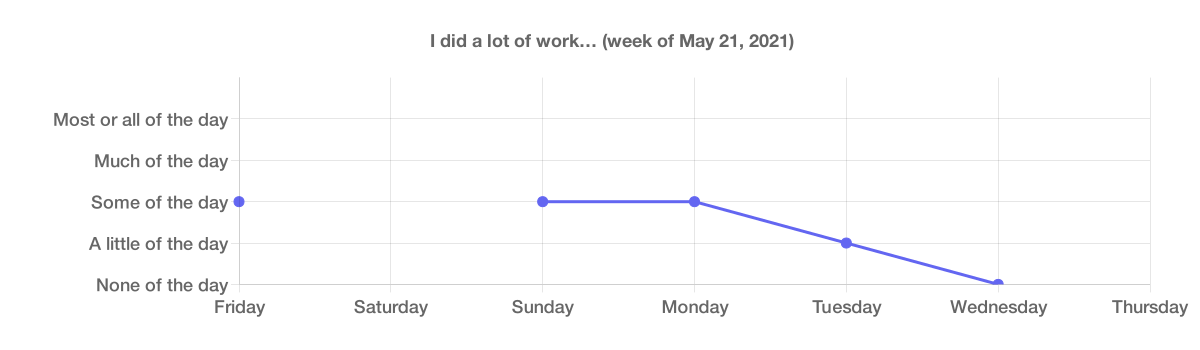 I did a lot of work... (week of May 21, 2021)
Most or all of the day
Much of the day
Some of the day
A little of the day
None of the day
Friday Saturday Sunday Monday Tuesday Wednesday Thursday